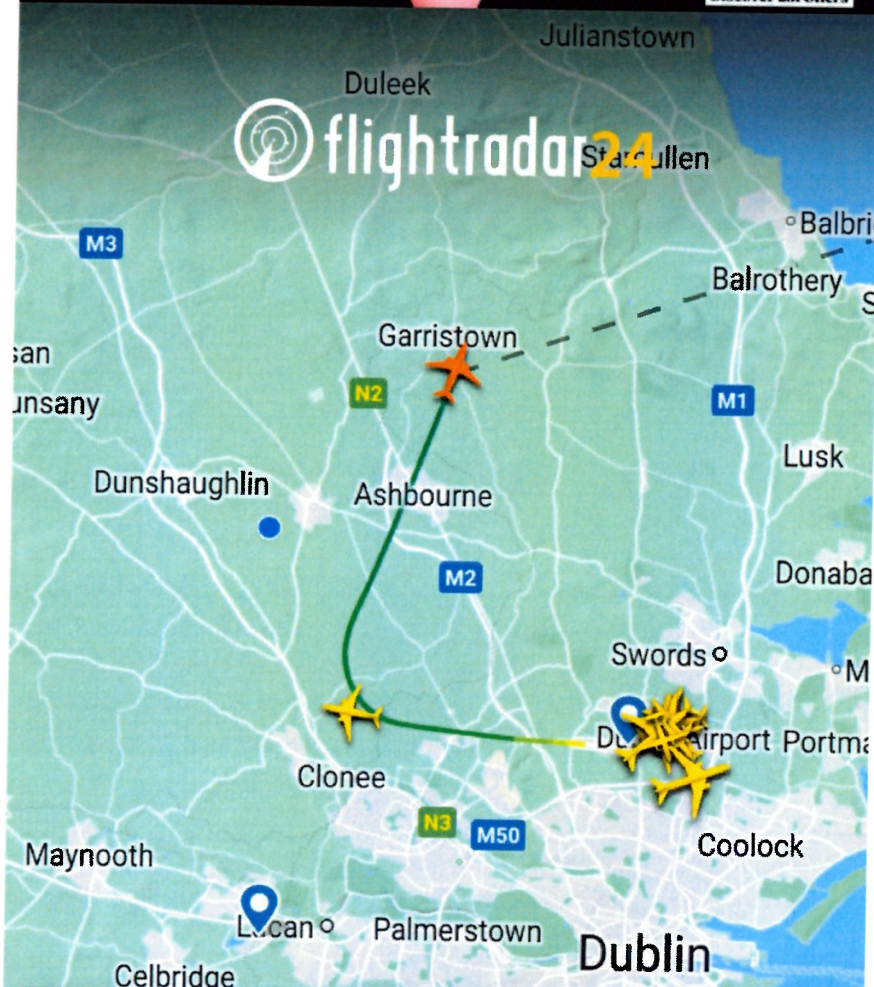 Julianstown
Duleek
flightradar24
Stamullen
M3
Balbri
Balrothery
S
Garristown
san
N2
unsany
M1
Lusk
Dunshaughlin
Ashbourne
M2
Donaba
Swords
M
Airport
Portma
Clonee
N3
M50
Coolock
Maynooth
Lucan
Palmerstown
Dublin
Celbridge